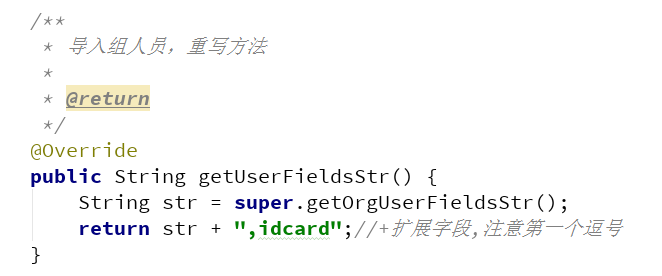 /**
 * 导入组人员，重写方法
 *
 * @return
 */
@Override
public String getUserFieldsStr() {
    String str = super.getOrgUserFieldsStr();
    return str + ",idcard";//+扩展字段,注意第一个逗号
}